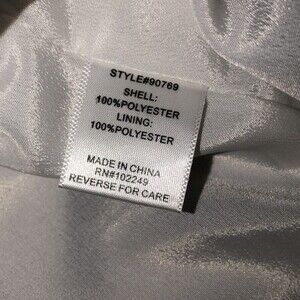 STYLE#90769
SHELL:
100%POLYESTER
LINING:
100%POLYESTER
MADE IN CHINA
RN#102249
REVERSE FOR CARE